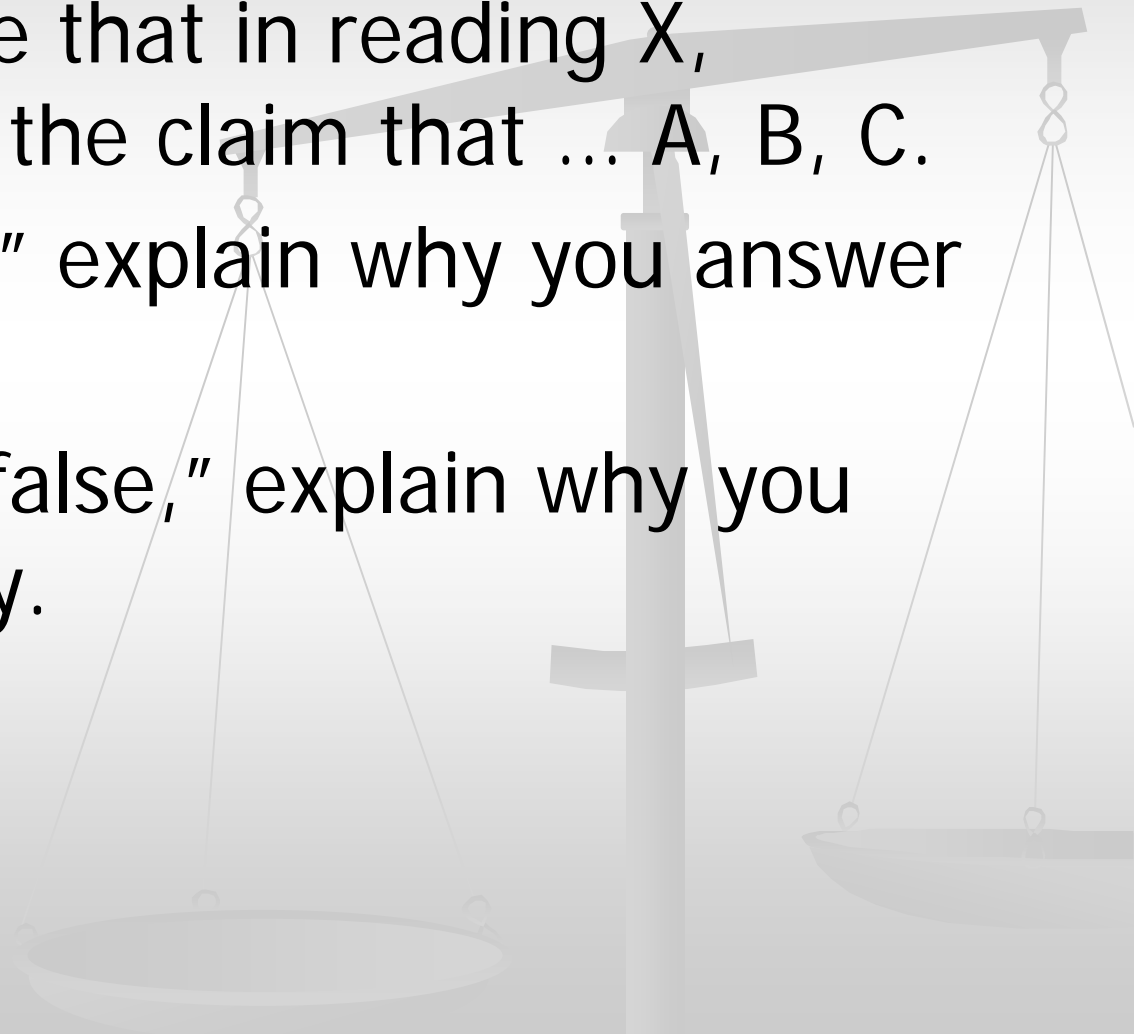 e that in reading X,
the claim that ... A, B, C.
" explain why you answer
false," explain why you
y.